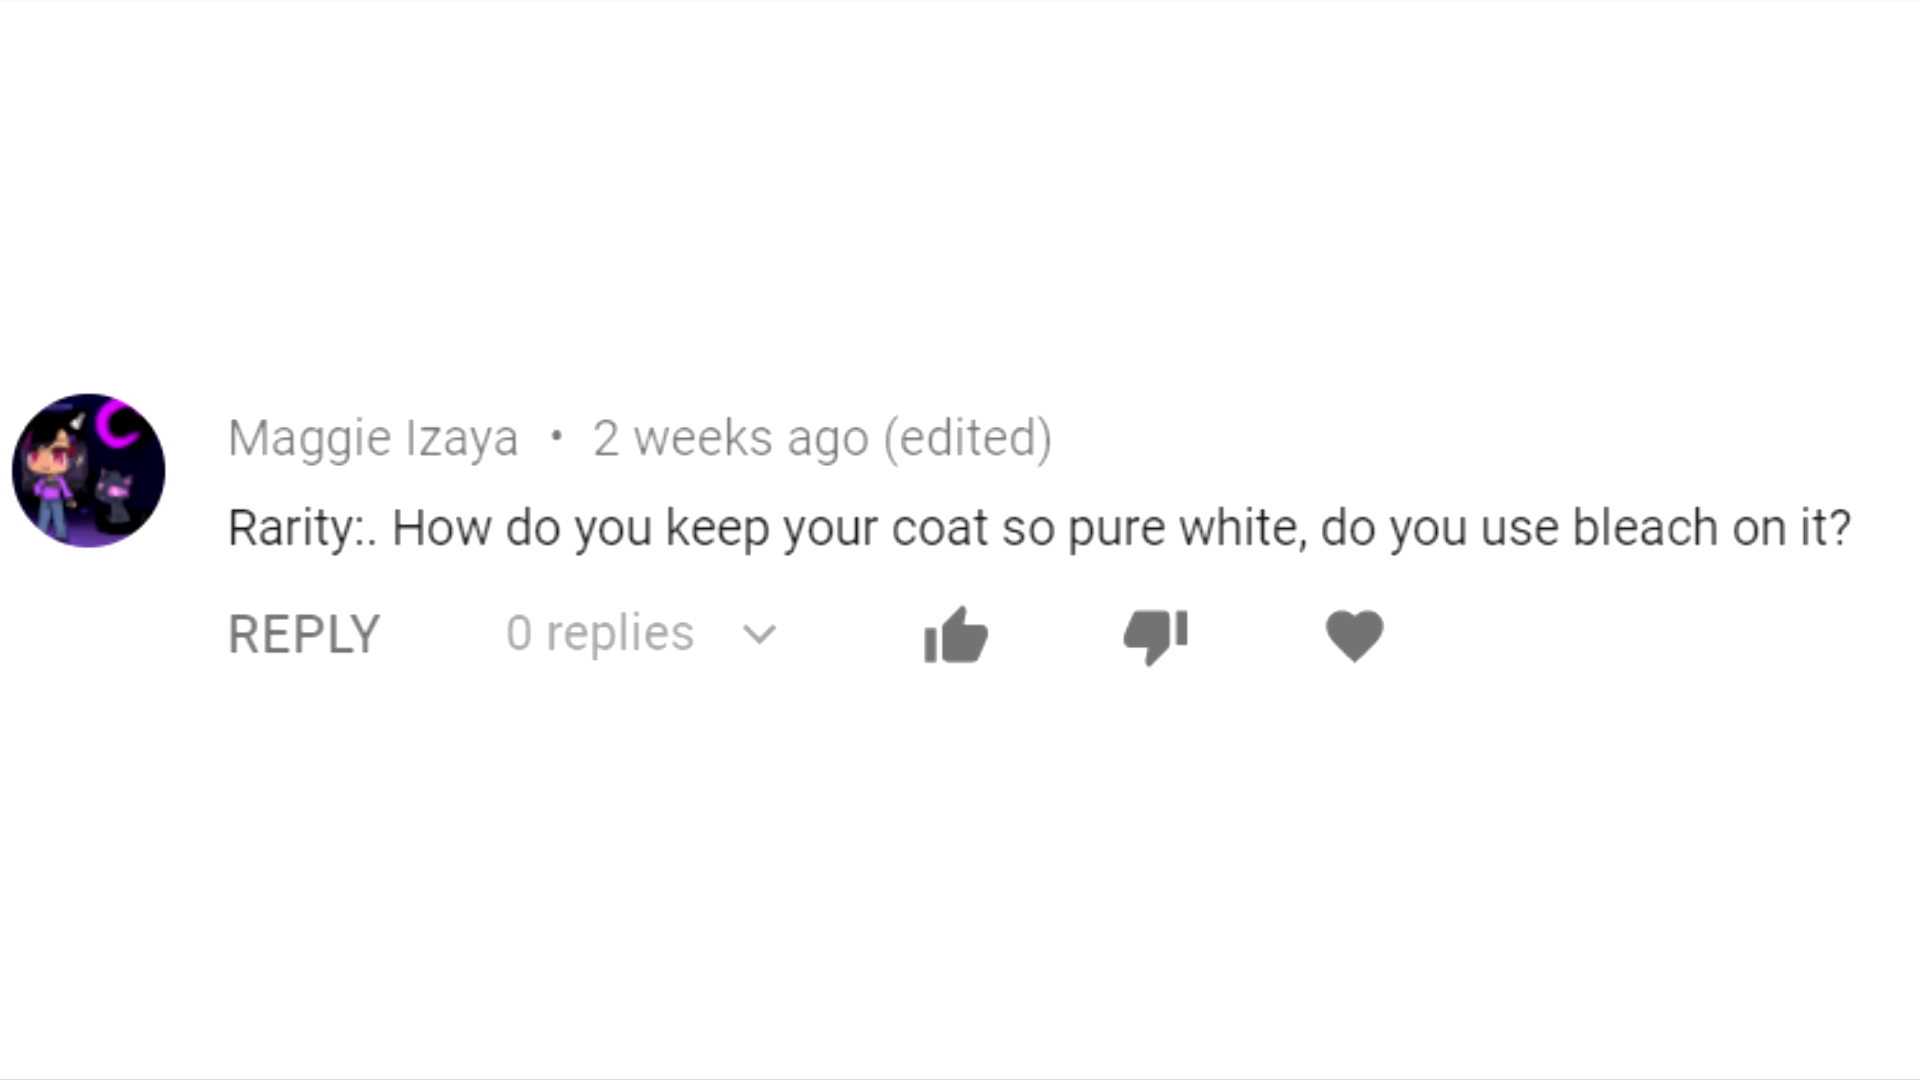 Maggie Izaya • 2 weeks ago (edited)
Rarity:. How do you keep your coat so pure white, do you use bleach on it?
REPLY 0 replies